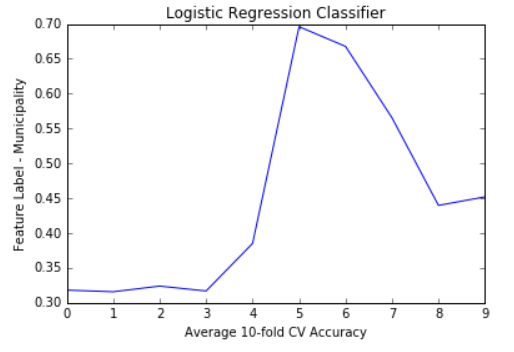 Logistic Regression Classifier
0.70
0.65
0.60
0.55
0.50
0.45
0.40
0.35
0.30
Feature Label - Municipality
0 1 2 3 4 5 6 7 8 9
Average 10-fold CV Accuracy